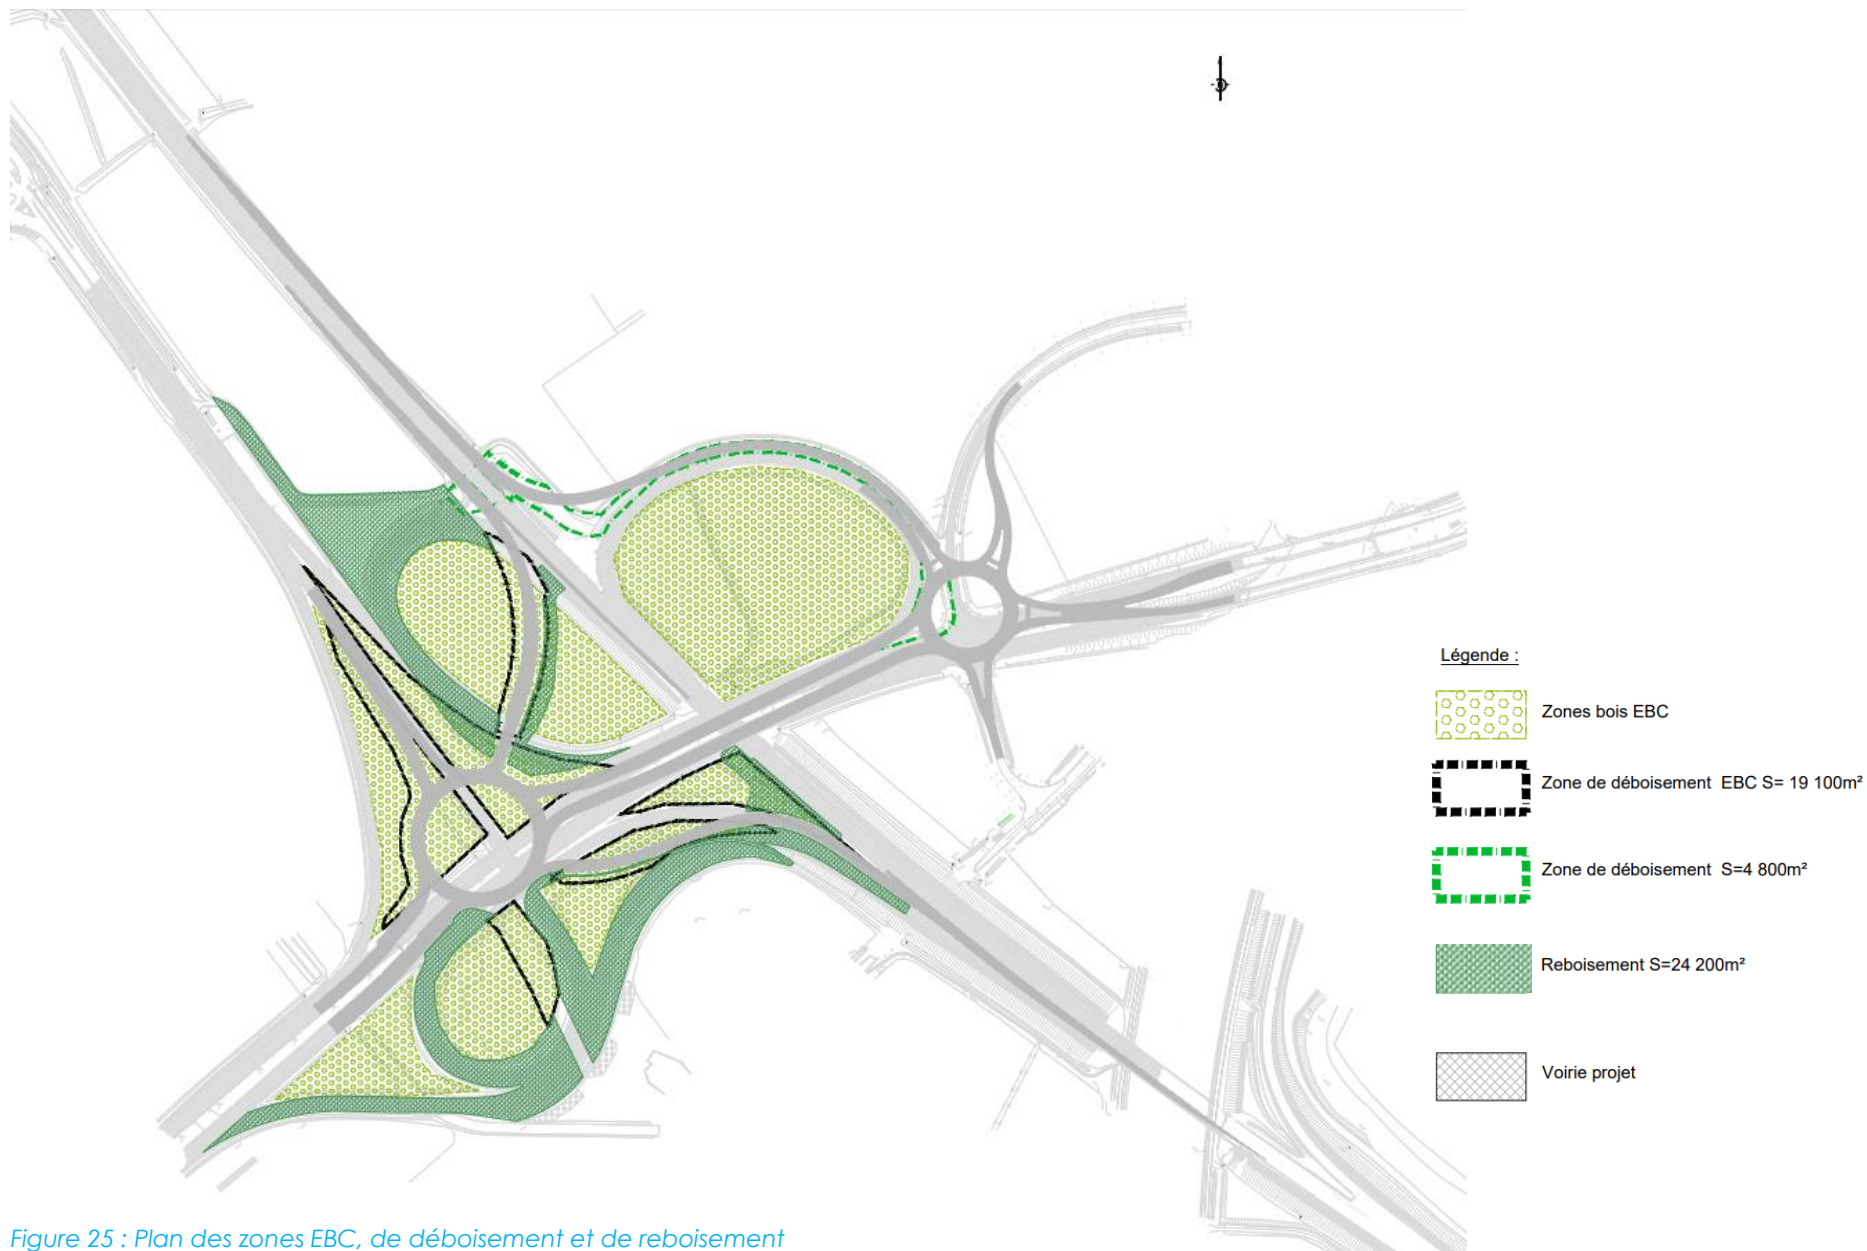 Légende :
Zones bois EBC
Zone de déboisement EBC S= 19 100m²
Zone de déboisement S=4 800m²
Reboisement S=24 200m²
Voirie projet
Figure 25 : Plan des zones EBC, de déboisement et de reboisement